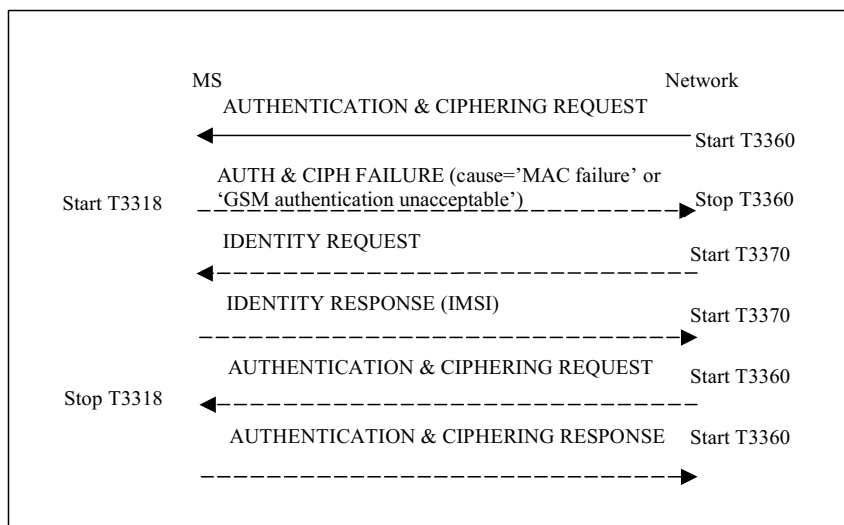 MS Network
AUTHENTICATION & CIPHERING REQUEST
Start T3360
AUTH & CIPH FAILURE (cause=’MAC failure’ or
‘GSM authentication unacceptable’)
Start T3318 Stop T3360
IDENTITY REQUEST
Start T3370
IDENTITY RESPONSE (IMSI)
Start T3370
AUTHENTICATION & CIPHERING REQUEST
Start T3360
Stop T3318
AUTHENTICATION & CIPHERING RESPONSE
Start T3360